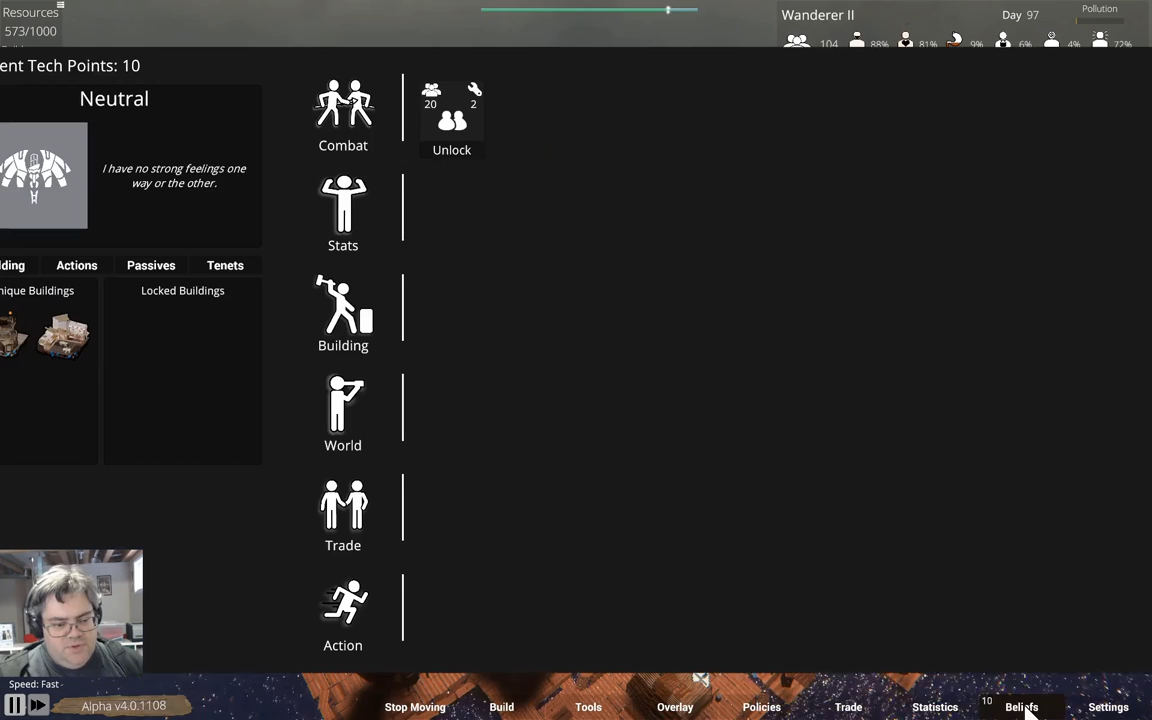 Resources
573/1000
Wanderer II
Day 97
Pollution
104
88%
81%
9%
6%
4%
72%
ent Tech Points: 10
Neutral
I have no strong feelings one
way or the other.
lding
Actions
Passives
Tenets
nique Buildings
Locked Buildings
Combat
20
2
Unlock
Stats
Building
World
Trade
Action
Speed: Fast
Alpha v4.0.1108
Stop Moving
Build
Tools
Overlay
Policies
Trade
Statistics
10
Beliefs
Settings